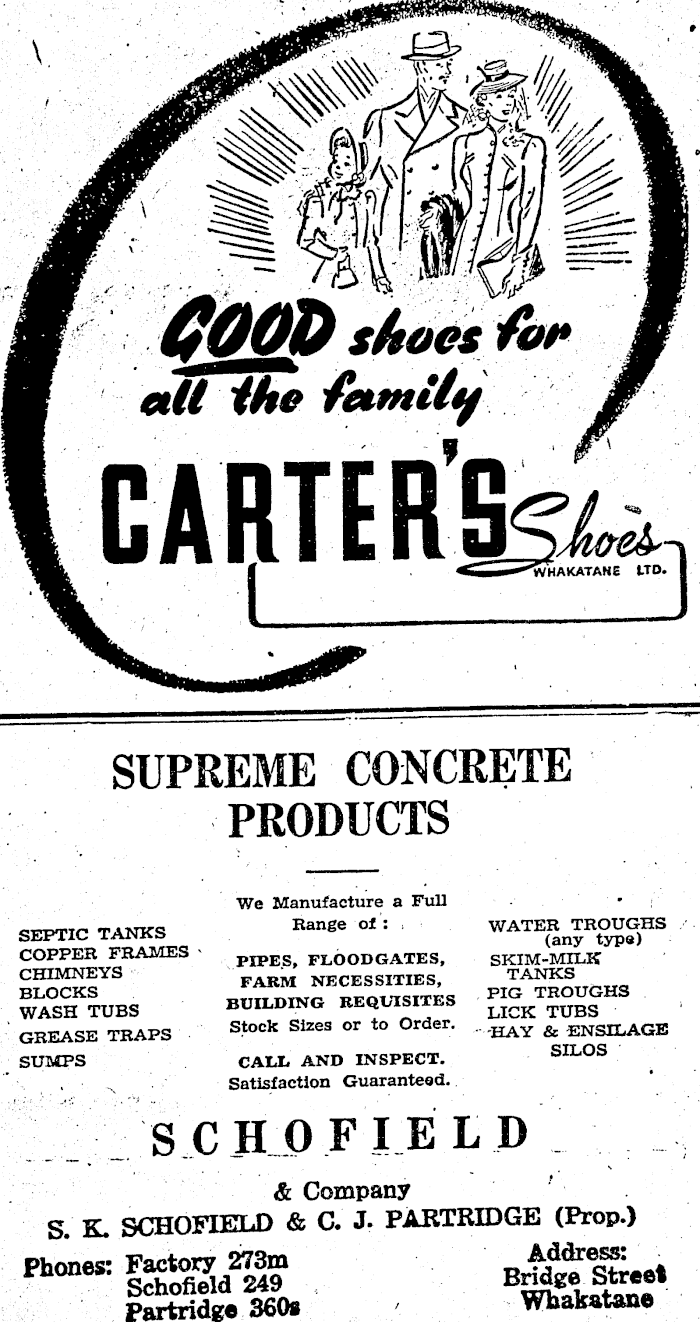 GOOD shoes for
all the family
CARTER'S Shoes
WHAKATANE LTD.
SUPREME CONCRETE
PRODUCTS
SEPTIC TANKS
COPPER FRAMES
CHIMNEYS
BLOCKS
WASH TUBS
GREASE TRAPS
SUMPS
We Manufacture a Full
Range of :
PIPES, FLOODGATES,
FARM NECESSITIES,
BUILDING REQUISITES
Stock Sizes or to Order.
CALL AND INSPECT.
Satisfaction Guaranteed.
WATER TROUGHS
(any type)
SKIM-MILK
TANKS
PIG TROUGHS
LICK TUBS
HAY & ENSILAGE
SILOS
SCHOFIELD
& Company
S. K. SCHOFIELD & C. J. PARTRIDGE (Prop.)
Phones: Factory 273m
Schofield 249
Partridge 360s
Address:
Bridge Street
Whakatane